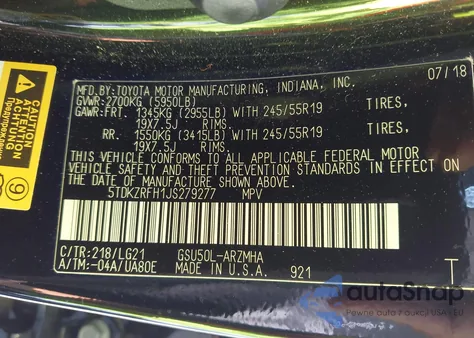 MFD.BY:TOYOTA MOTOR MANUFACTURING, INDIANA, INC. 07/18
GVWR:2700KG (5950LB)
GAWR:FRT. 1345KG (2955LB) WITH 245/55R19 TIRES,
19X7.5J RIMS
RR. 1550KG (3415LB) WITH 245/55R19 TIRES,
19X7.5J RIMS
THIS VEHICLE CONFORMS TO ALL APPLICABLE FEDERAL MOTOR
VEHICLE SAFETY AND THEFT PREVENTION STANDARDS IN EFFECT ON
THE DATE OF MANUFACTURE SHOWN ABOVE.
5TDKZRFH1JS279277 MPV
C/TR:218/LG21 GSU50L-ARZMHA
A/TM:-04A/UA80E MADE IN U.S.A. 921 T
CAUTION
ACHTUNG
9
autoSnap